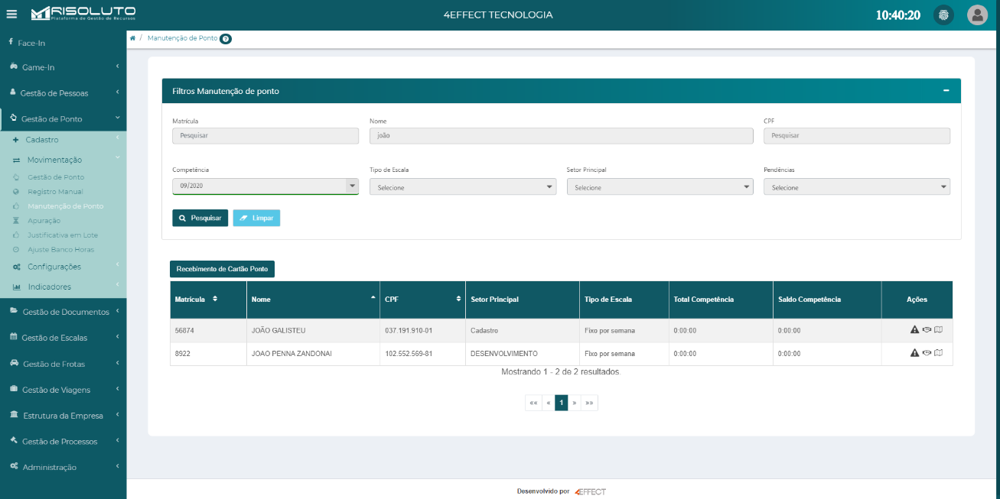 RISOLUTO
Plataforma de Gestão de Recursos
4EFFECT TECNOLOGIA
10:40:20
Face-In
Game-In
Gestão de Pessoas
Gestão de Ponto
Cadastro
Movimentação
Gestão de Ponto
Registro Manual
Manutenção de Ponto
Apuração
Justificativa em Lote
Ajuste Banco Horas
Configurações
Indicadores
Gestão de Documentos
Gestão de Escalas
Gestão de Frotas
Gestão de Viagens
Estrutura da Empresa
Gestão de Processos
Administração
/ Manutenção de Ponto ?
Filtros Manutenção de ponto
Matrícula Nome CPF
Pesquisar joão Pesquisar
Competência Tipo de Escala Setor Principal Pendências
09/2020 Selecione Selecione Selecione
Pesquisar Limpar
Recebimento de Cartão Ponto
Matrícula Nome CPF Setor Principal Tipo de Escala Total Competência Saldo Competência Ações
56874 JOÃO GALISTEU 037.191.910-01 Cadastro Fixo por semana 0:00:00 0:00:00
8922 JOAO PENNA ZANDONAI 102.552.569-81 DESENVOLVIMENTO Fixo por semana 0:00:00 0:00:00
Mostrando 1 - 2 de 2 resultados.
«« « 1 » »»
Desenvolvido por 4EFFECT